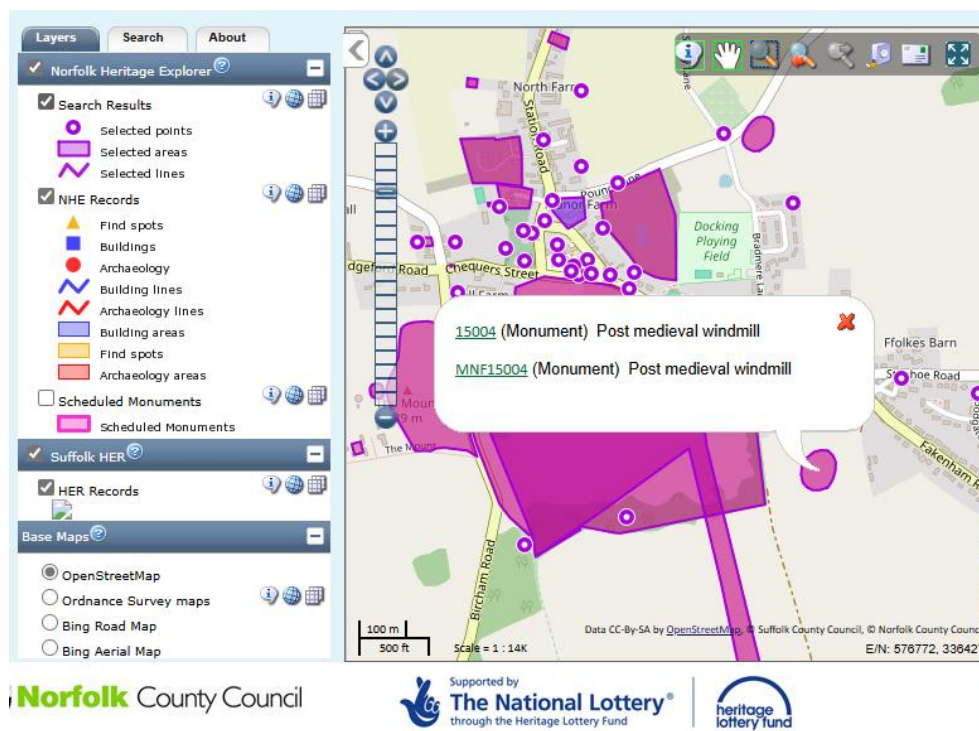 Layers
Search
About
Norfolk Heritage Explorer
Search Results
Selected points
Selected areas
Selected lines
NHE Records
Find spots
Buildings
Archaeology
Building lines
Archaeology lines
Building areas
Find spots
Archaeology areas
Scheduled Monuments
Scheduled Monuments
Suffolk HER
HER Records
Base Maps
OpenStreetMap
Ordnance Survey maps
Bing Road Map
Bing Aerial Map
North Farm
Station Road
Docking
Playing
Field
Chequers Street
15004 (Monument) Post medieval windmill
MNF15004 (Monument) Post medieval windmill
Ffolkes Barn
Fakenham R
The Mount
Bircham Road
100 m
500 ft
Scale = 1 : 14K
Data CC-By-SA by OpenStreetMap, © Suffolk County Council, © Norfolk County Counc
E/N: 576772, 33642
Norfolk County Council
Supported by
The National Lottery®
through the Heritage Lottery Fund
heritage
lottery fund